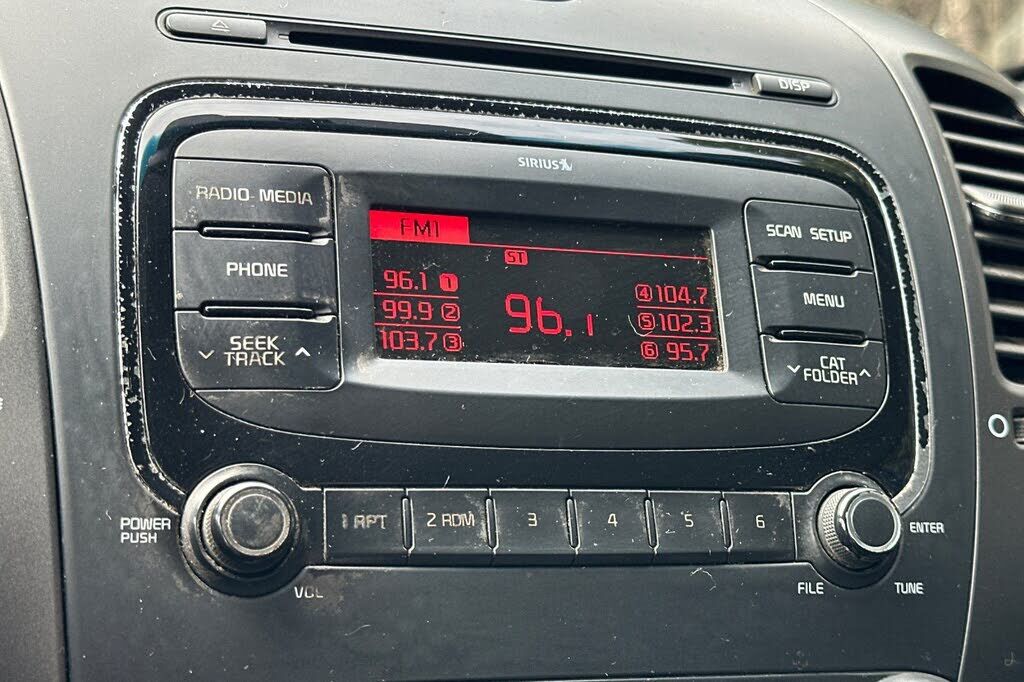 DISP
SIRIUS
RADIO MEDIA
PHONE
SEEK
TRACK
FM1
ST
96.1 1
99.9 2
103.7 3
96.1
4 104.7
5 102.3
6 95.7
SCAN SETUP
MENU
CAT
FOLDER
POWER
PUSH
VOL
1 RPT
2 RDM
3
4
5
6
ENTER
FILE
TUNE